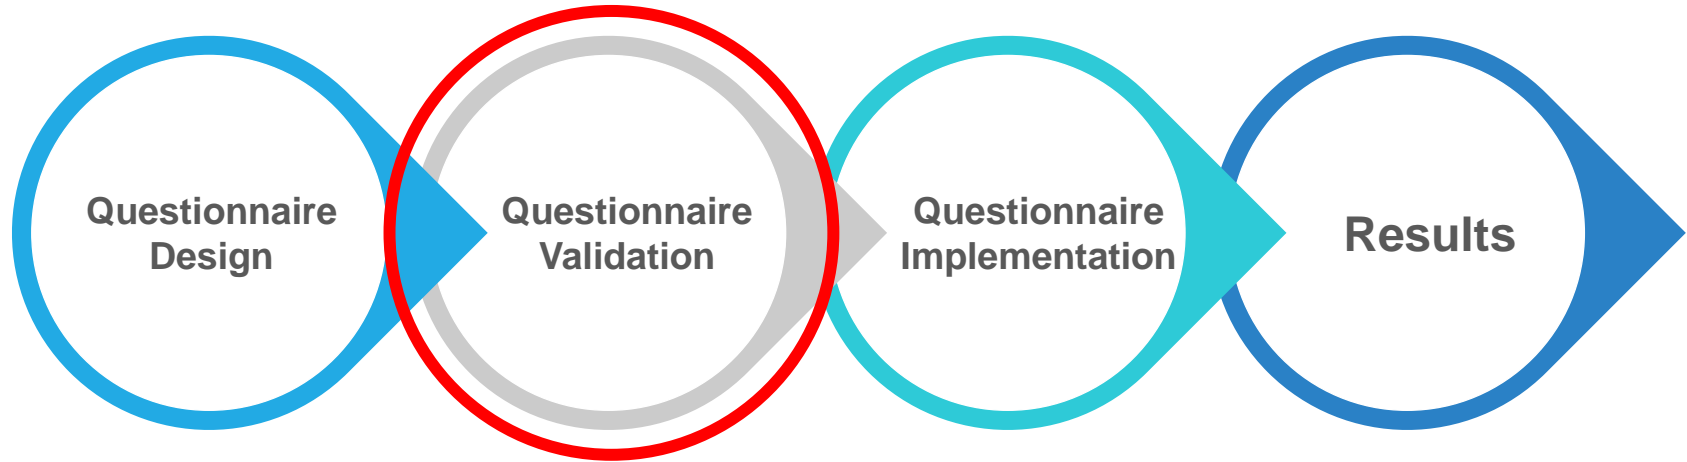 Questionnaire
Design
Questionnaire
Validation
Questionnaire
Implementation
Results